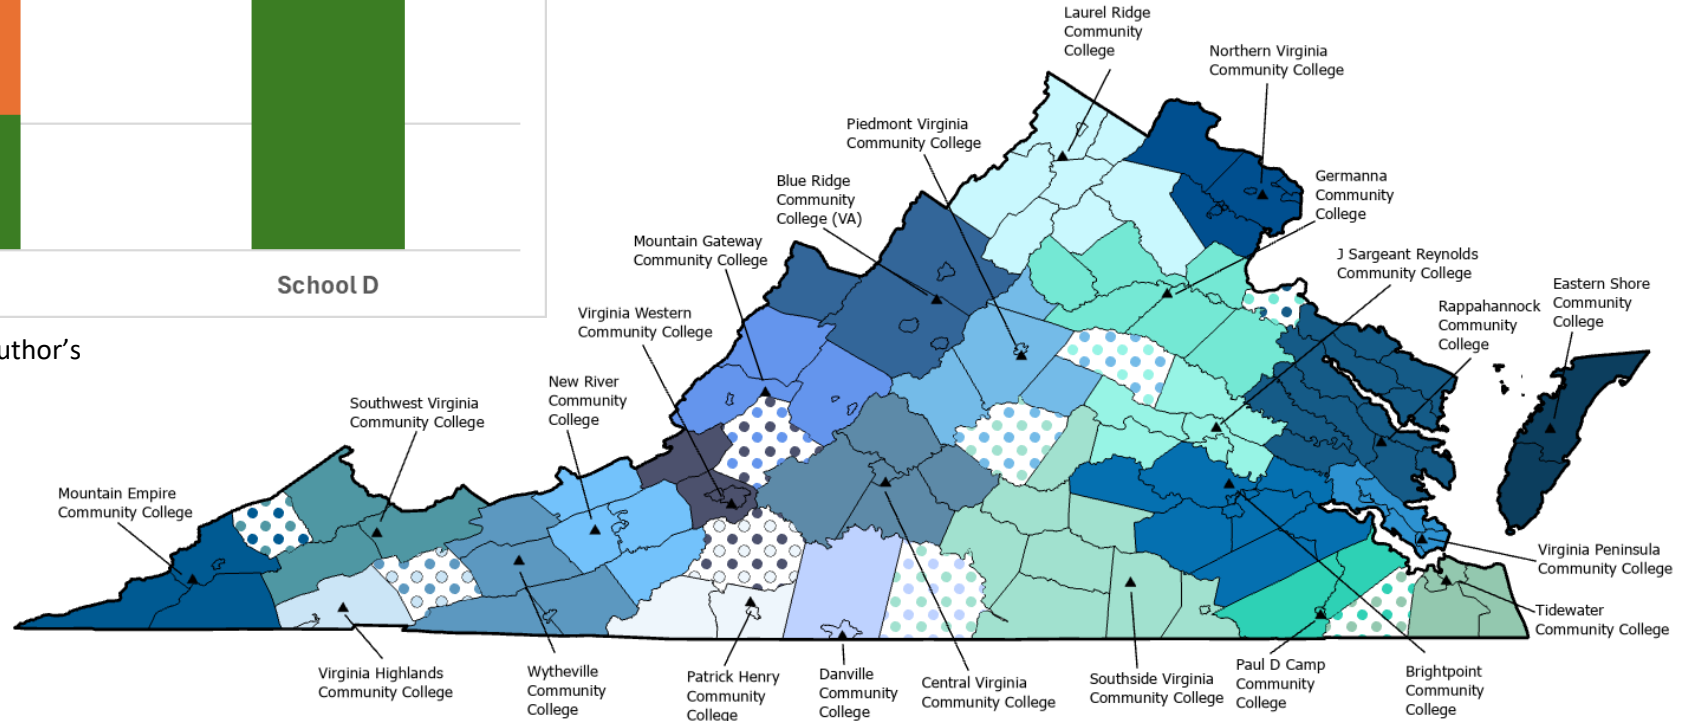 School D
uthor's
Laurel Ridge
Community
College
Northern Virginia
Community College
Piedmont Virginia
Community College
Blue Ridge
Community
College (VA)
Germanna
Community
College
Mountain Gateway
Community College
J Sargeant Reynolds
Community College
Virginia Western
Community College
Rappahannock
Community
College
Eastern Shore
Community
College
New River
Community
College
Southwest Virginia
Community College
Mountain Empire
Community College
Virginia Peninsula
Community College
Tidewater
Community College
Virginia Highlands
Community College
Wytheville
Community
College
Patrick Henry
Community
College
Danville
Community
College
Central Virginia
Community College
Southside Virginia
Community College
Paul D Camp
Community
College
Brightpoint
Community
College